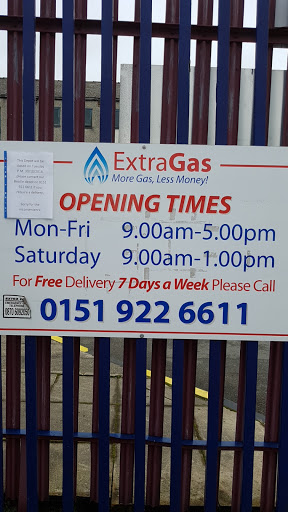 ExtraGas
More Gas, Less Money!
OPENING TIMES
Mon-Fri 9.00am-5.00pm
Saturday 9.00am-1.00pm
For Free Delivery 7 Days a Week Please Call
0151 922 6611